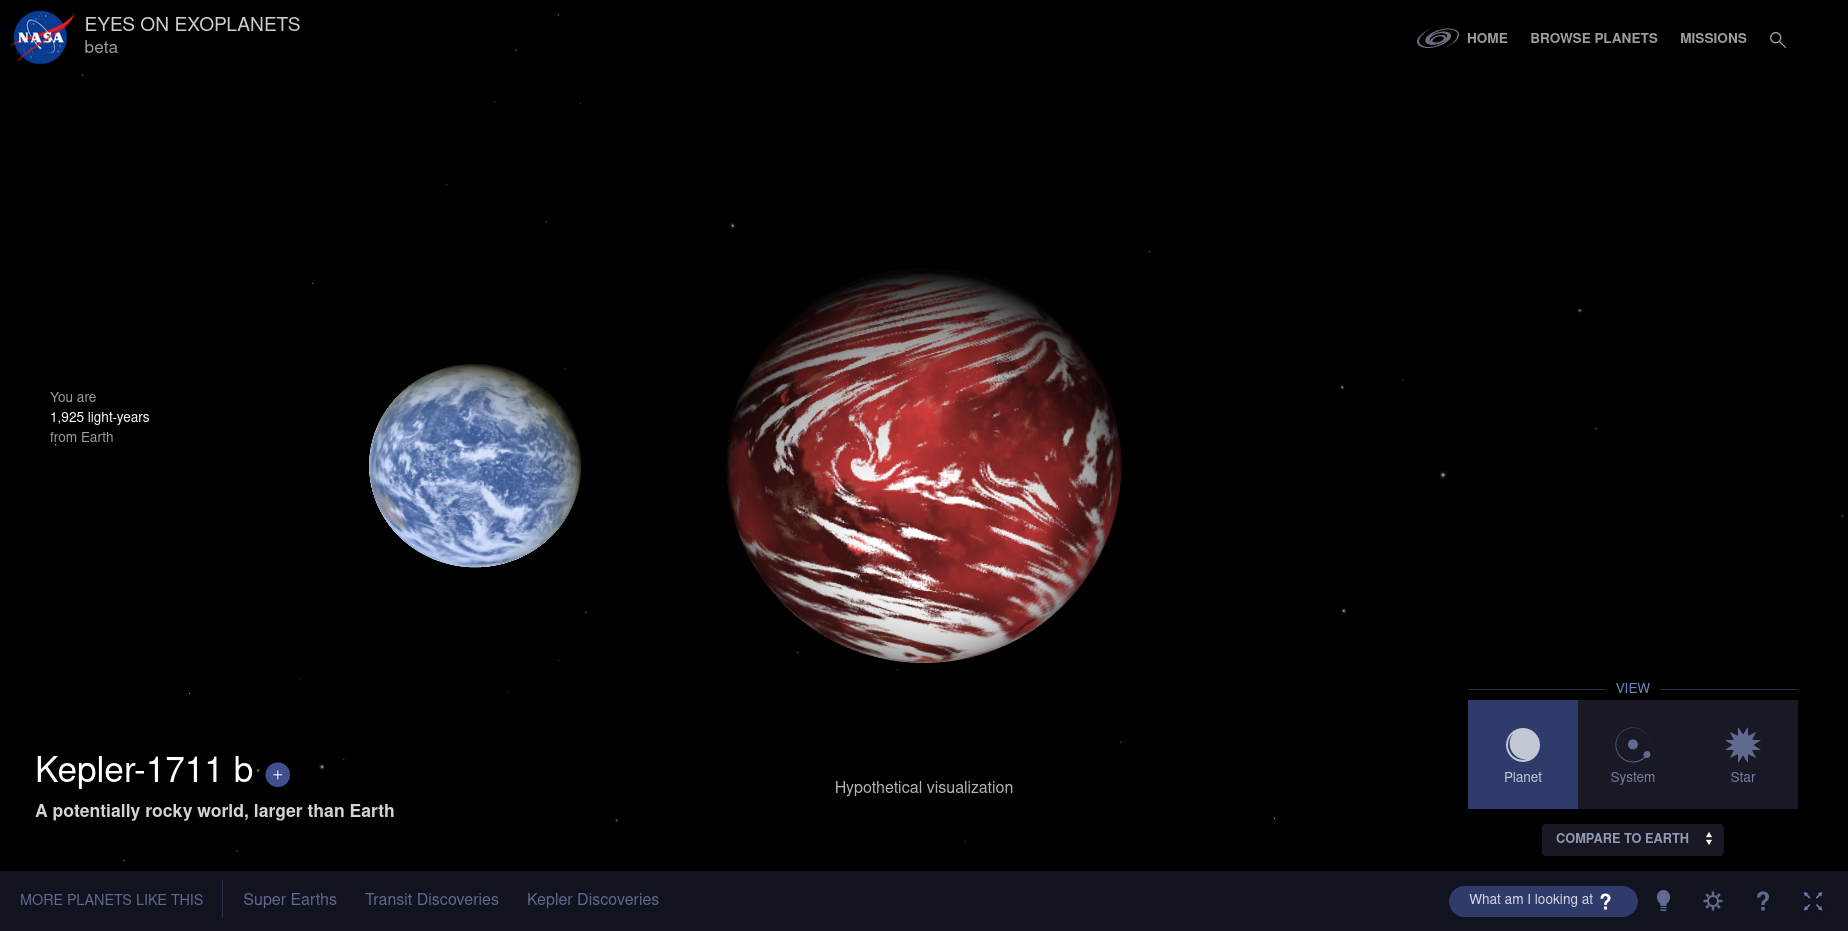 NASA
EYES ON EXOPLANETS
beta
HOME
BROWSE PLANETS
MISSIONS
You are
1,925 light-years
from Earth
Kepler-1711 b
+
A potentially rocky world, larger than Earth
Hypothetical visualization
VIEW
Planet
System
Star
COMPARE TO EARTH
MORE PLANETS LIKE THIS
Super Earths
Transit Discoveries
Kepler Discoveries
What am I looking at ?
?